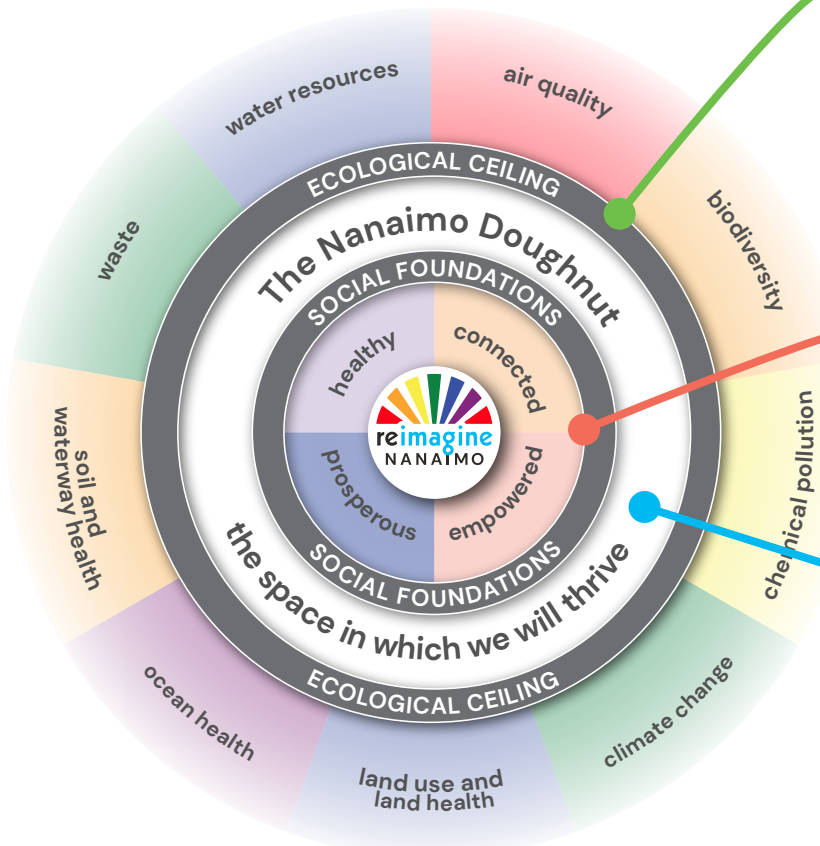 water resources
air quality
biodiversity
chemical pollution
climate change
land use and
land health
ocean health
soil and
waterway health
waste
ECOLOGICAL CEILING
The Nanaimo Doughnut
SOCIAL FOUNDATIONS
healthy
connected
reimagine
NANAIMO
prosperous
empowered
SOCIAL FOUNDATIONS
the space in which we will thrive
ECOLOGICAL CEILING